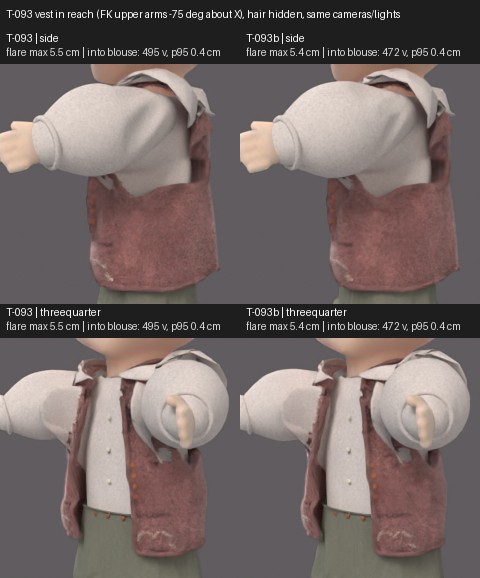 T-093 vest in reach (FK upper arms -75 deg about X), hair hidden, same cameras/lights
T-093 | side
flare max 5.5 cm | into blouse: 495 v, p95 0.4 cm
T-093b | side
flare max 5.4 cm | into blouse: 472 v, p95 0.4 cm
T-093 | threequarter
flare max 5.5 cm | into blouse: 495 v, p95 0.4 cm
T-093b | threequarter
flare max 5.4 cm | into blouse: 472 v, p95 0.4 cm